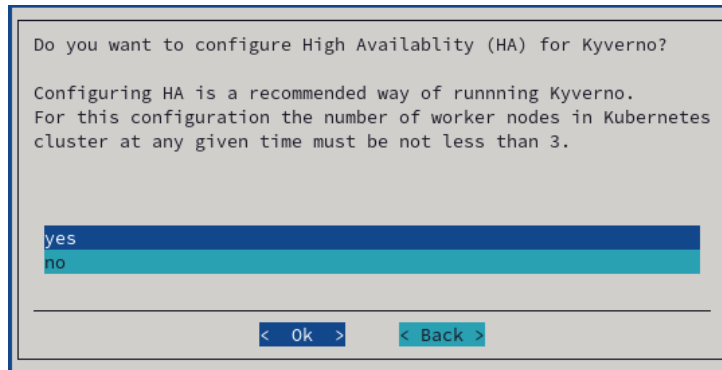 Do you want to configure High Availablity (HA) for Kyverno?
Configuring HA is a recommended way of runnning Kyverno.
For this configuration the number of worker nodes in Kubernetes
cluster at any given time must be not less than 3.
yes
no
< Ok > < Back >